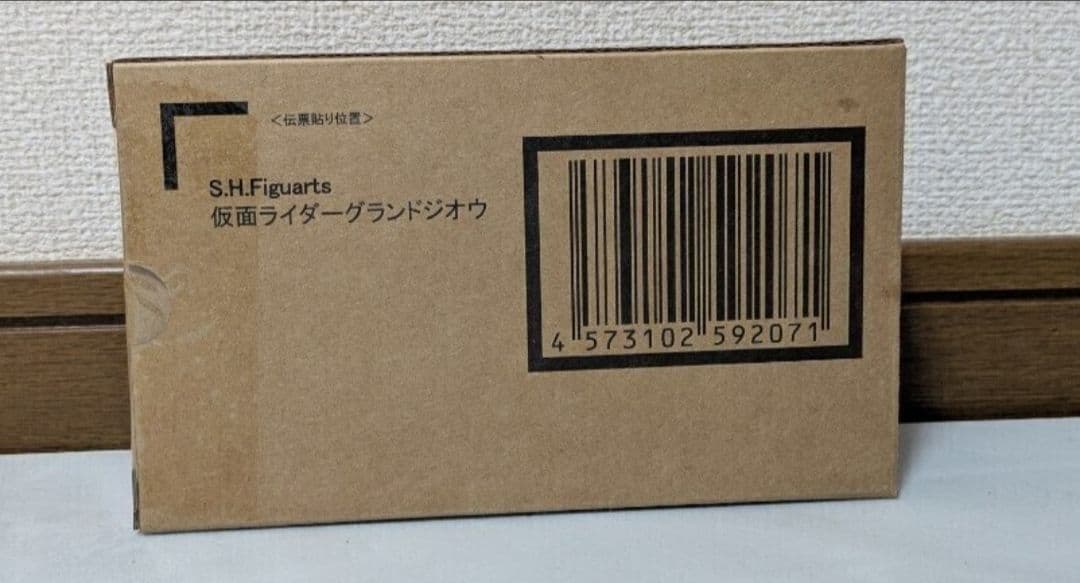 <伝票貼り位置>
S.H.Figuarts
仮面ライダーグランドジオウ
4 573102 592071